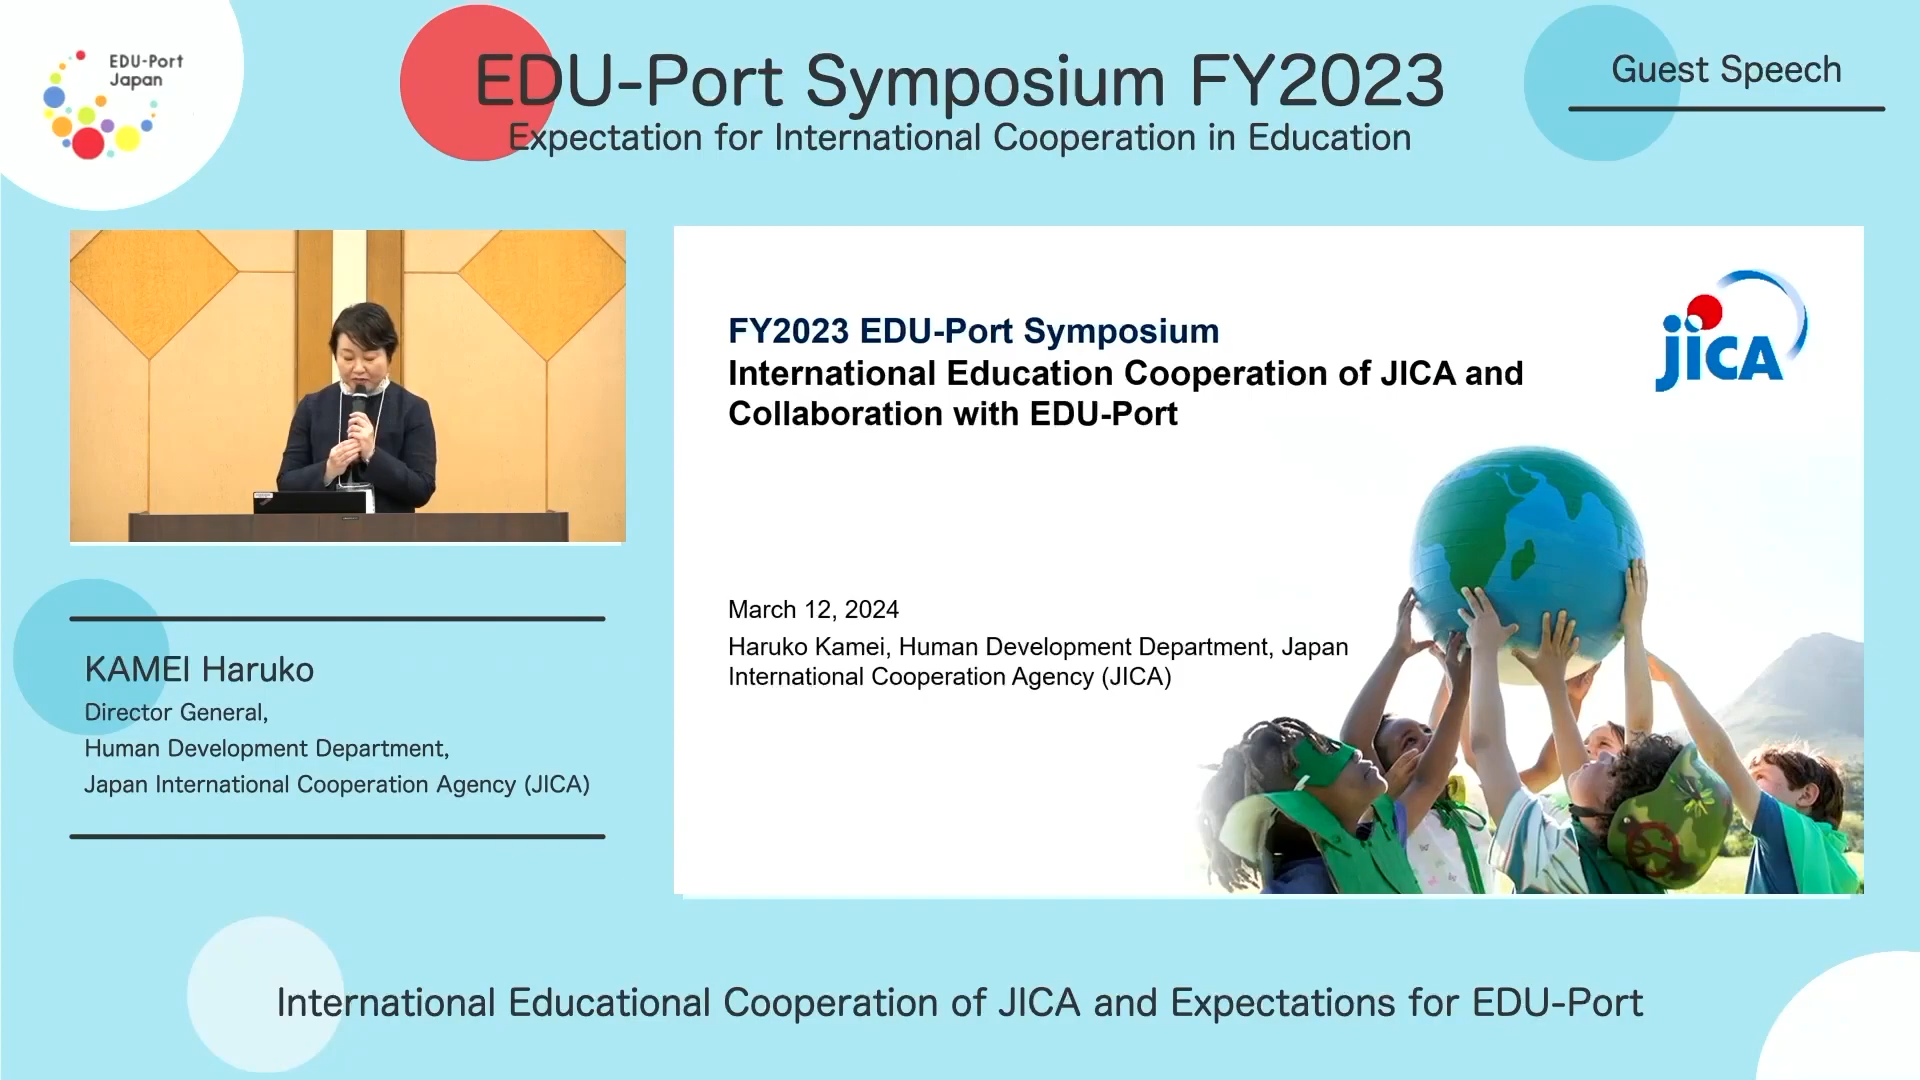 EDU-Port
Japan
EDU-Port Symposium FY2023
Expectation for International Cooperation in Education
Guest Speech
FY2023 EDU-Port Symposium
International Education Cooperation of JICA and
Collaboration with EDU-Port
JICA
March 12, 2024
Haruko Kamei, Human Development Department, Japan
International Cooperation Agency (JICA)
KAMEI Haruko
Director General,
Human Development Department,
Japan International Cooperation Agency (JICA)
International Educational Cooperation of JICA and Expectations for EDU-Port